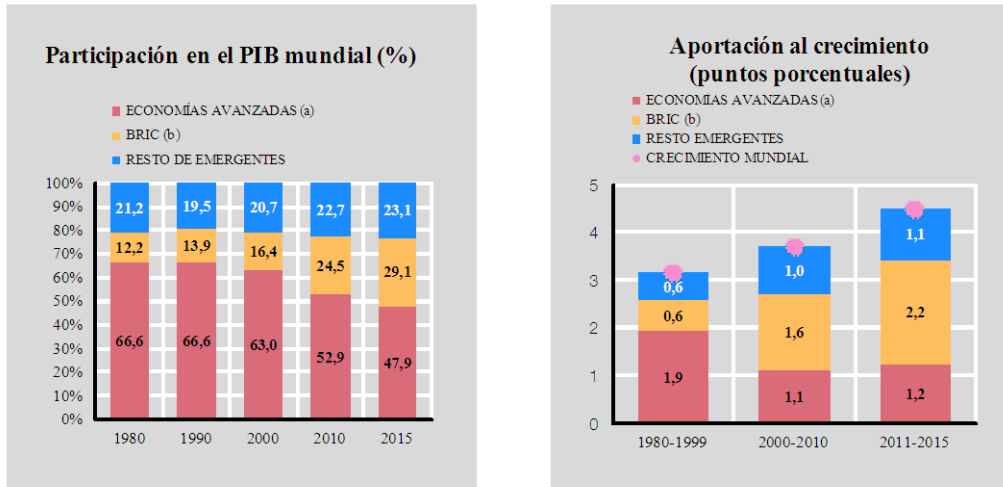 Participación en el PIB mundial (%)
ECONOMÍAS AVANZADAS (a)
BRIC (b)
RESTO DE EMERGENTES
100%
90%
80%
70%
60%
50%
40%
30%
20%
10%
0%
21,2 19,5 20,7 22,7 23,1
12,2 13,9 16,4 24,5 29,1
66,6 66,6 63,0 52,9 47,9
1980 1990 2000 2010 2015
Aportación al crecimiento
(puntos porcentuales)
ECONOMIAS AVANZADAS (a)
BRIC (b)
RESTO EMERGENTES
CRECIMIENTO MUNDIAL
5
4
3
2
1
0
0,6 1,0 1,1
0,6 1,6 2,2
1,9 1,1 1,2
1980-1999 2000-2010 2011-2015